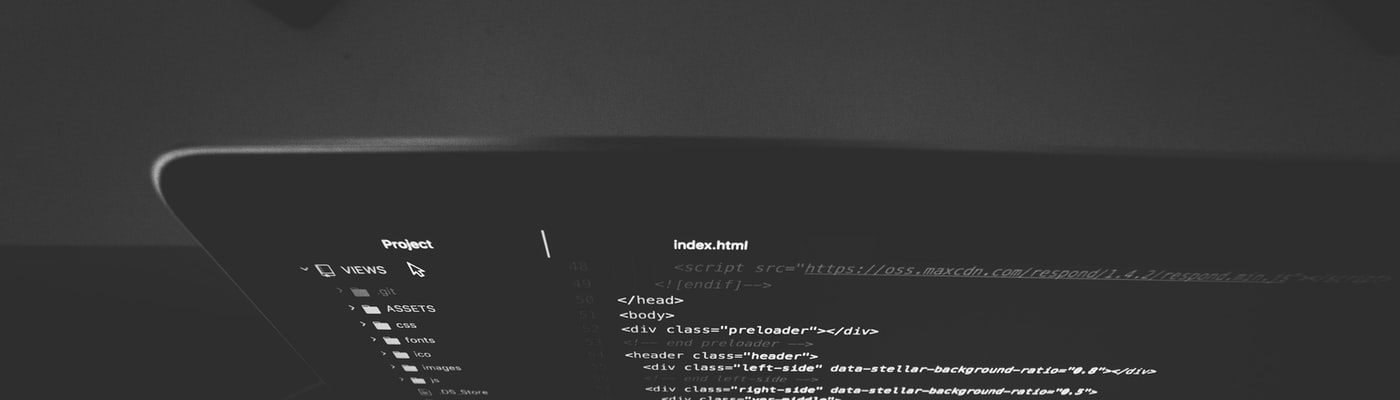 Project
VIEWS
.git
ASSETS
css
fonts
ico
images
js
.DS_Store
index.html
48 <script src="https://oss.maxcdn.com/respond/1.4.2/respond.min.js"></script>
49 <![endif]-->
50 </head>
51 <body>
52 <div class="preloader"></div>
53 <!-- end preloader -->
54 <header class="header">
55 <div class="left-side" data-stellar-background-ratio="0.8"></div>
<!-- end left-side -->
<div class="right-side" data-stellar-background-ratio="0.5"></div>